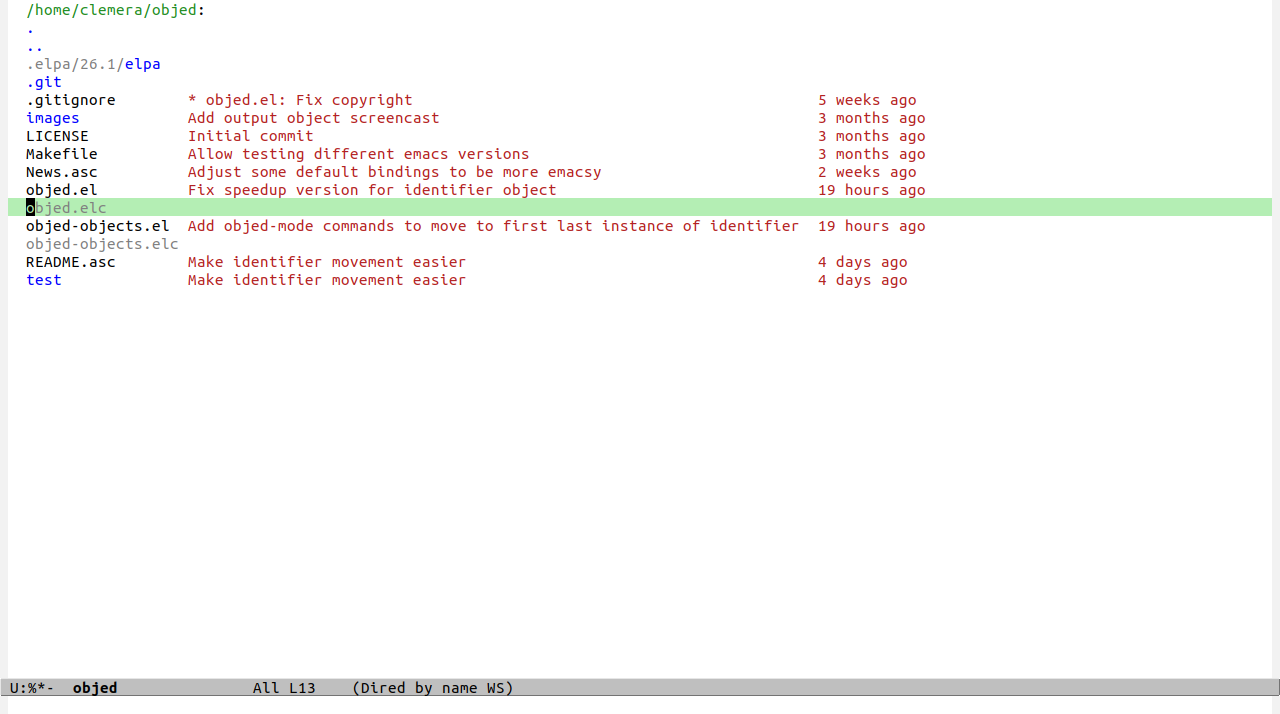 /home/clemera/objed:
.
..
.elpa/26.1/elpa
.git
.gitignore        * objed.el: Fix copyright                                             5 weeks ago
images            Add output object screencast                                          3 months ago
LICENSE           Initial commit                                                        3 months ago
Makefile          Allow testing different emacs versions                                3 months ago
News.asc          Adjust some default bindings to be more emacsy                        2 weeks ago
objed.el          Fix speedup version for identifier object                             19 hours ago
objed.elc
objed-objects.el  Add objed-mode commands to move to first last instance of identifier  19 hours ago
objed-objects.elc
README.asc        Make identifier movement easier                                       4 days ago
test              Make identifier movement easier                                       4 days ago
U:%*-  objed               All L13    (Dired by name WS)